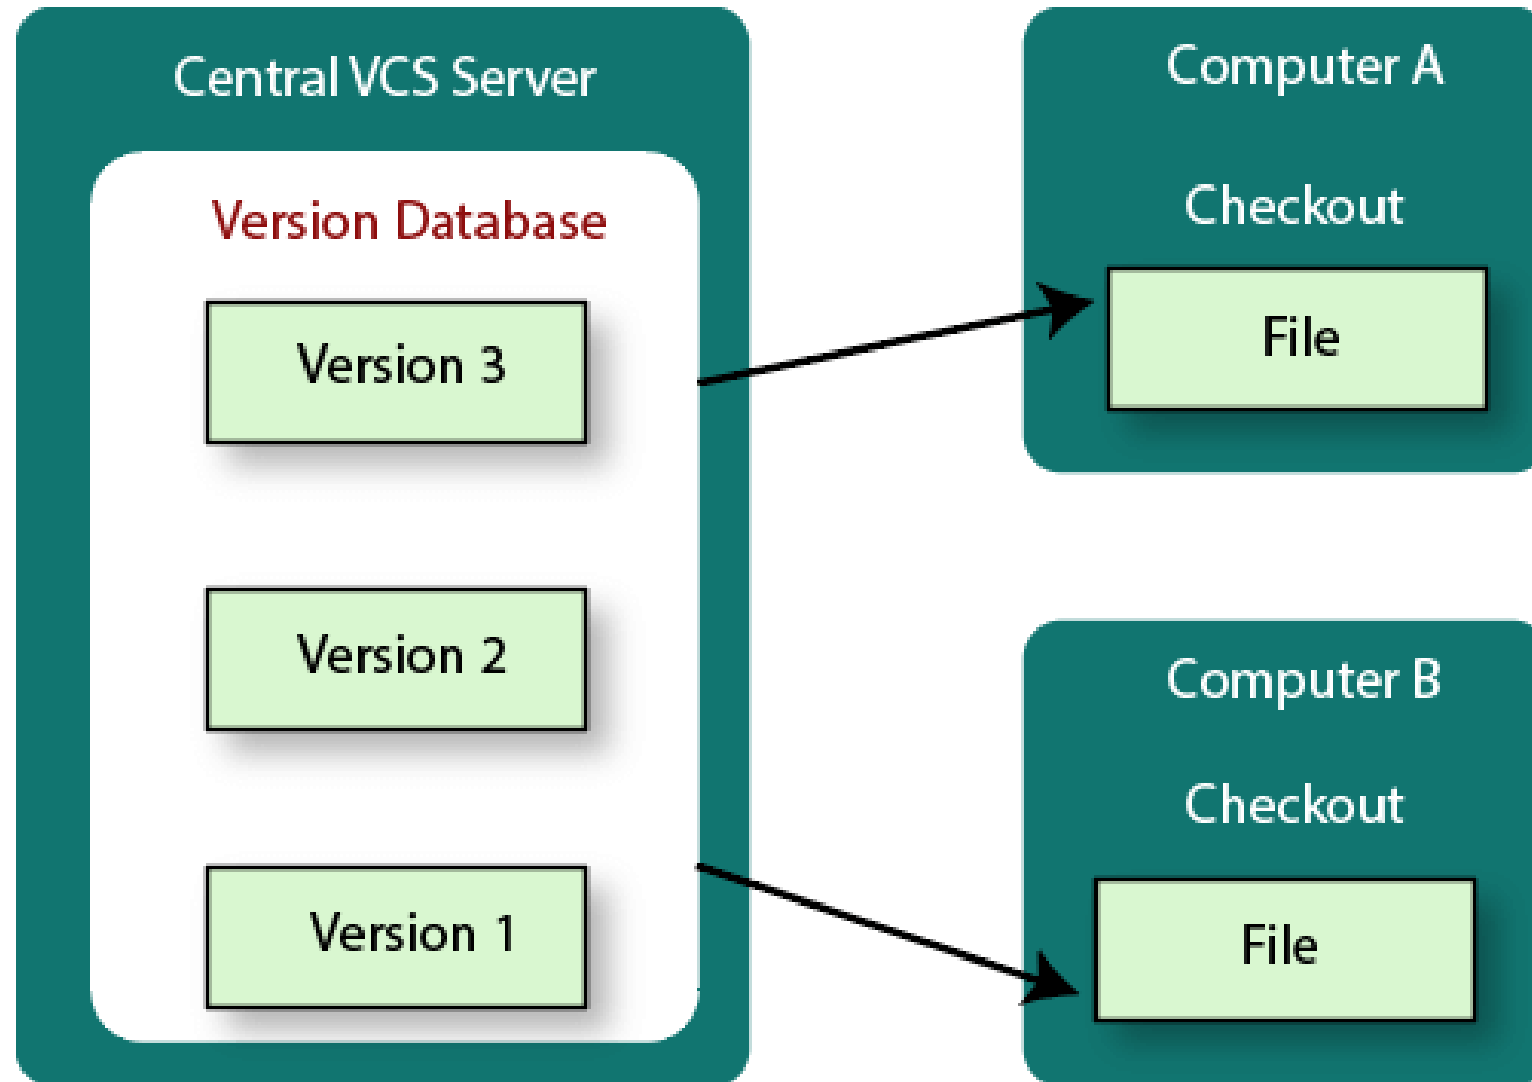 Central VCS Server
Version Database
Version 3
Version 2
Version 1
Computer A
Checkout
File
Computer B
Checkout
File